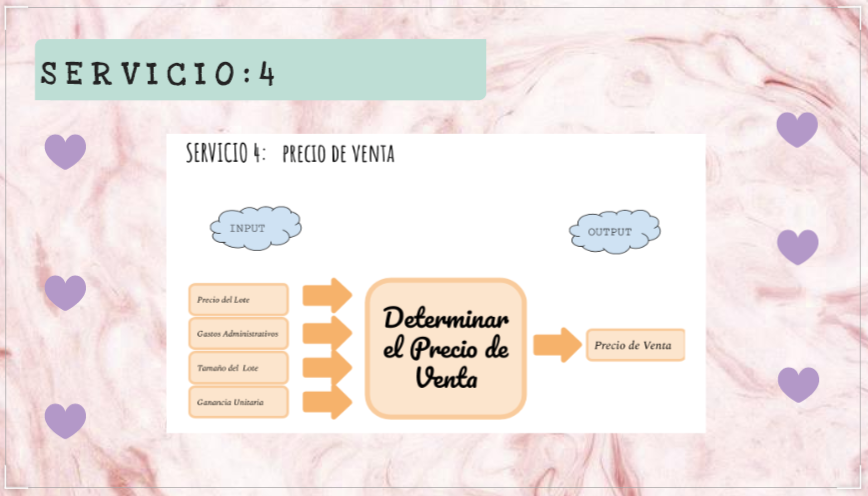 SERVICIO:4
SERVICIO 4: PRECIO DE VENTA
INPUT
OUTPUT
Precio del Lote
Gastos Administrativos
Tamaño del Lote
Ganancia Unitaria
Determinar
el Precio de
Venta
Precio de Venta